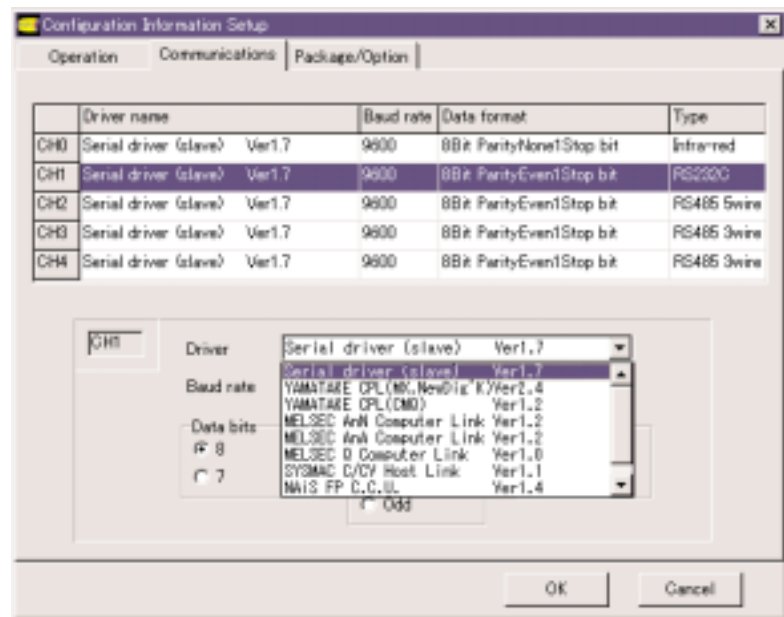 Configuration Information Setup
Operation Communications Package/Option
Driver name Baud rate Data format Type
CH0 Serial driver (slave) Ver1.7 9600 8Bit ParityNone1Stop bit Infra-red
CH1 Serial driver (slave) Ver1.7 9600 8Bit ParityEven1Stop bit RS232C
CH2 Serial driver (slave) Ver1.7 9600 8Bit ParityEven1Stop bit RS485 5wire
CH3 Serial driver (slave) Ver1.7 9600 8Bit ParityEven1Stop bit RS485 3wire
CH4 Serial driver (slave) Ver1.7 9600 8Bit ParityEven1Stop bit RS485 3wire
CH1
Driver Serial driver (slave) Ver1.7
Serial driver (slave) Ver1.7
Baud rate YAMATAKE CPL(MX,NewDig~K)Ver2.4
YAMATAKE CPL(CMQ) Ver1.2
Data bits MELSEC AnN Computer Link Ver1.2
8 MELSEC AnA Computer Link Ver1.2
MELSEC Q Computer Link Ver1.0
7 SYSMAC C/CV Host Link Ver1.1
NAiS FP C.C.U. Ver1.4
Odd
OK Cancel